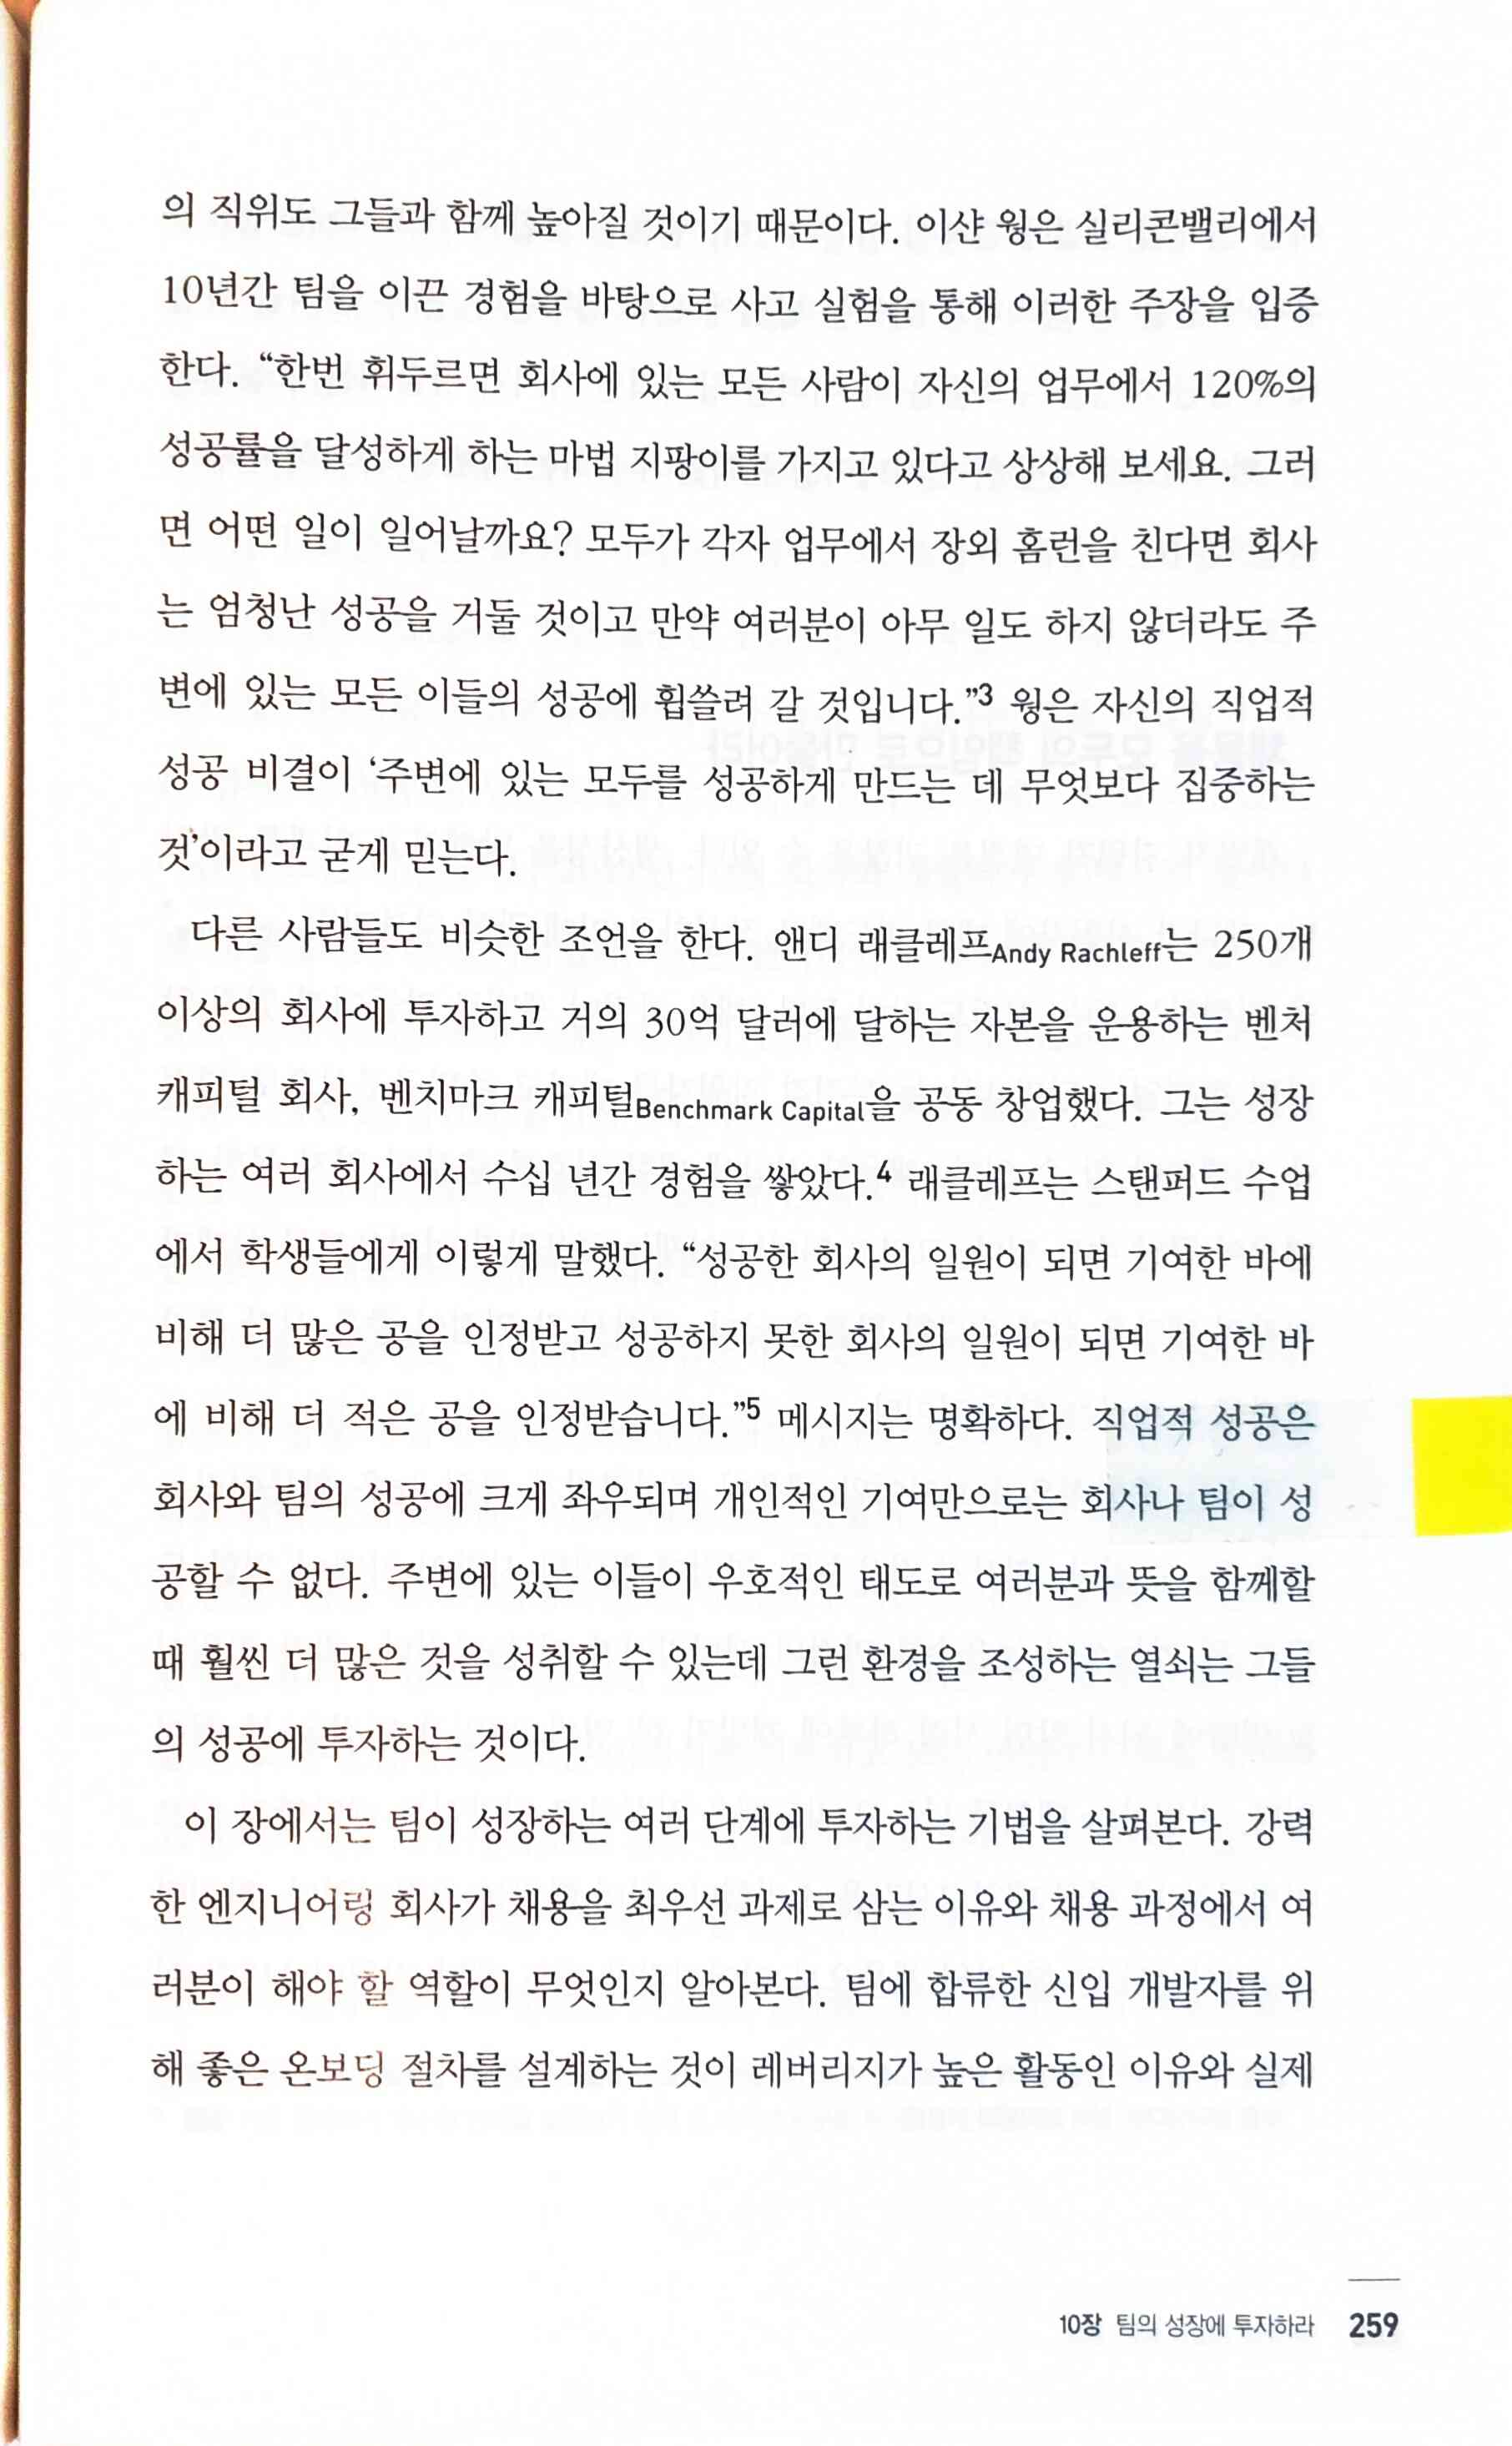 의 직위도 그들과 함께 높아질 것이기 때문이다. 이샨 웡은 실리콘밸리에서
10년간 팀을 이끈 경험을 바탕으로 사고 실험을 통해 이러한 주장을 입증
한다. “한번 휘두르면 회사에 있는 모든 사람이 자신의 업무에서 120%의
성공률을 달성하게 하는 마법 지팡이를 가지고 있다고 상상해 보세요. 그러
면 어떤 일이 일어날까요? 모두가 각자 업무에서 장외 홈런을 친다면 회사
는 엄청난 성공을 거둘 것이고 만약 여러분이 아무 일도 하지 않더라도 주
변에 있는 모든 이들의 성공에 휩쓸려 갈 것입니다.”3 웡은 자신의 직업적
성공 비결이 ‘주변에 있는 모두를 성공하게 만드는 데 무엇보다 집중하는
것’이라고 굳게 믿는다.
다른 사람들도 비슷한 조언을 한다. 앤디 래클레프Andy Rachleff는 250개
이상의 회사에 투자하고 거의 30억 달러에 달하는 자본을 운용하는 벤처
캐피털 회사, 벤치마크 캐피털Benchmark Capital을 공동 창업했다. 그는 성장
하는 여러 회사에서 수십 년간 경험을 쌓았다.4 래클레프는 스탠퍼드 수업
에서 학생들에게 이렇게 말했다. “성공한 회사의 일원이 되면 기여한 바에
비해 더 많은 공을 인정받고 성공하지 못한 회사의 일원이 되면 기여한 바
에 비해 더 적은 공을 인정받습니다.”5 메시지는 명확하다. 직업적 성공은
회사와 팀의 성공에 크게 좌우되며 개인적인 기여만으로는 회사나 팀이 성
공할 수 없다. 주변에 있는 이들이 우호적인 태도로 여러분과 뜻을 함께할
때 훨씬 더 많은 것을 성취할 수 있는데 그런 환경을 조성하는 열쇠는 그들
의 성공에 투자하는 것이다.
이 장에서는 팀이 성장하는 여러 단계에 투자하는 기법을 살펴본다. 강력
한 엔지니어링 회사가 채용을 최우선 과제로 삼는 이유와 채용 과정에서 여
러분이 해야 할 역할이 무엇인지 알아본다. 팀에 합류한 신입 개발자를 위
해 좋은 온보딩 절차를 설계하는 것이 레버리지가 높은 활동인 이유와 실제
10장 팀의 성장에 투자하라 259